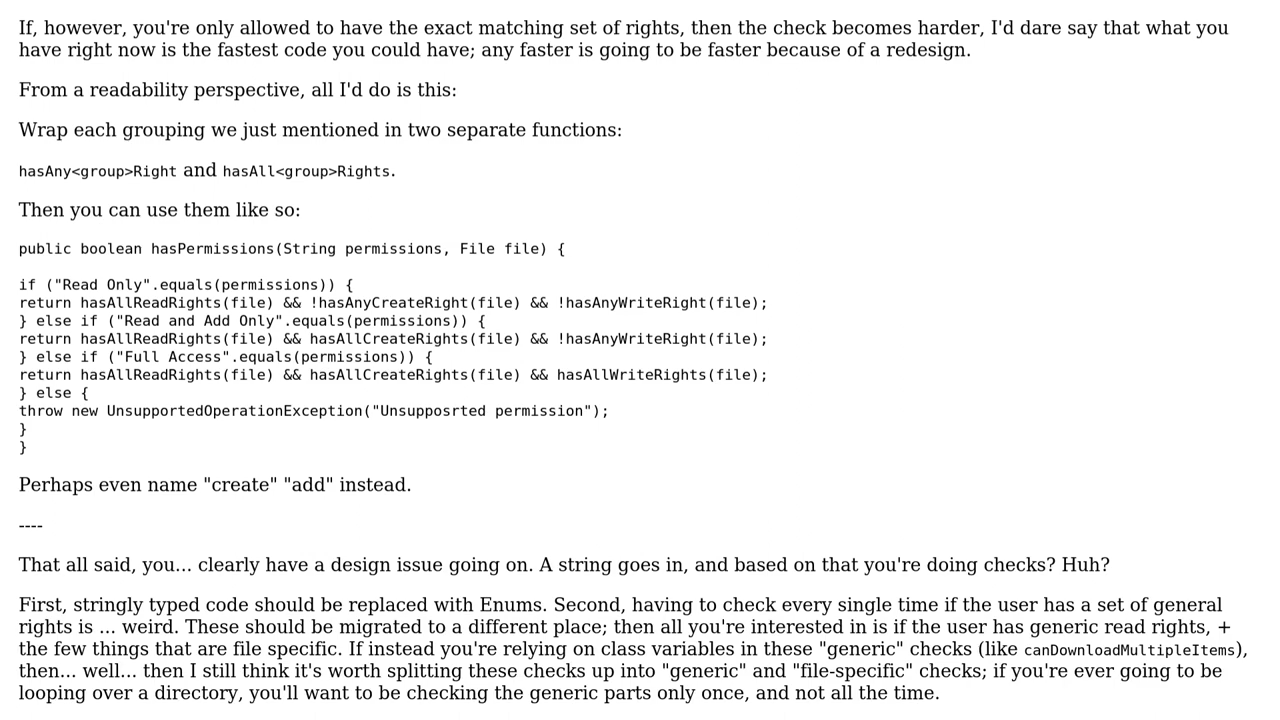 If, however, you're only allowed to have the exact matching set of rights, then the check becomes harder, I'd dare say that what you
have right now is the fastest code you could have; any faster is going to be faster because of a redesign.
From a readability perspective, all I'd do is this:
Wrap each grouping we just mentioned in two separate functions:
hasAny<group>Right and hasAll<group>Rights.
Then you can use them like so:
public boolean hasPermissions(String permissions, File file) {
if ("Read Only".equals(permissions)) {
return hasAllReadRights(file) && !hasAnyCreateRight(file) && !hasAnyWriteRight(file);
} else if ("Read and Add Only".equals(permissions)) {
return hasAllReadRights(file) && hasAllCreateRights(file) && !hasAnyWriteRight(file);
} else if ("Full Access".equals(permissions)) {
return hasAllReadRights(file) && hasAllCreateRights(file) && hasAllWriteRights(file);
} else {
throw new UnsupportedOperationException("Unsupposrted permission");
}
}
Perhaps even name "create" "add" instead.
----
That all said, you... clearly have a design issue going on. A string goes in, and based on that you're doing checks? Huh?
First, stringly typed code should be replaced with Enums. Second, having to check every single time if the user has a set of general
rights is ... weird. These should be migrated to a different place; then all you're interested in is if the user has generic read rights, +
the few things that are file specific. If instead you're relying on class variables in these "generic" checks (like canDownloadMultipleItems),
then... well... then I still think it's worth splitting these checks up into "generic" and "file-specific" checks; if you're ever going to be
looping over a directory, you'll want to be checking the generic parts only once, and not all the time.